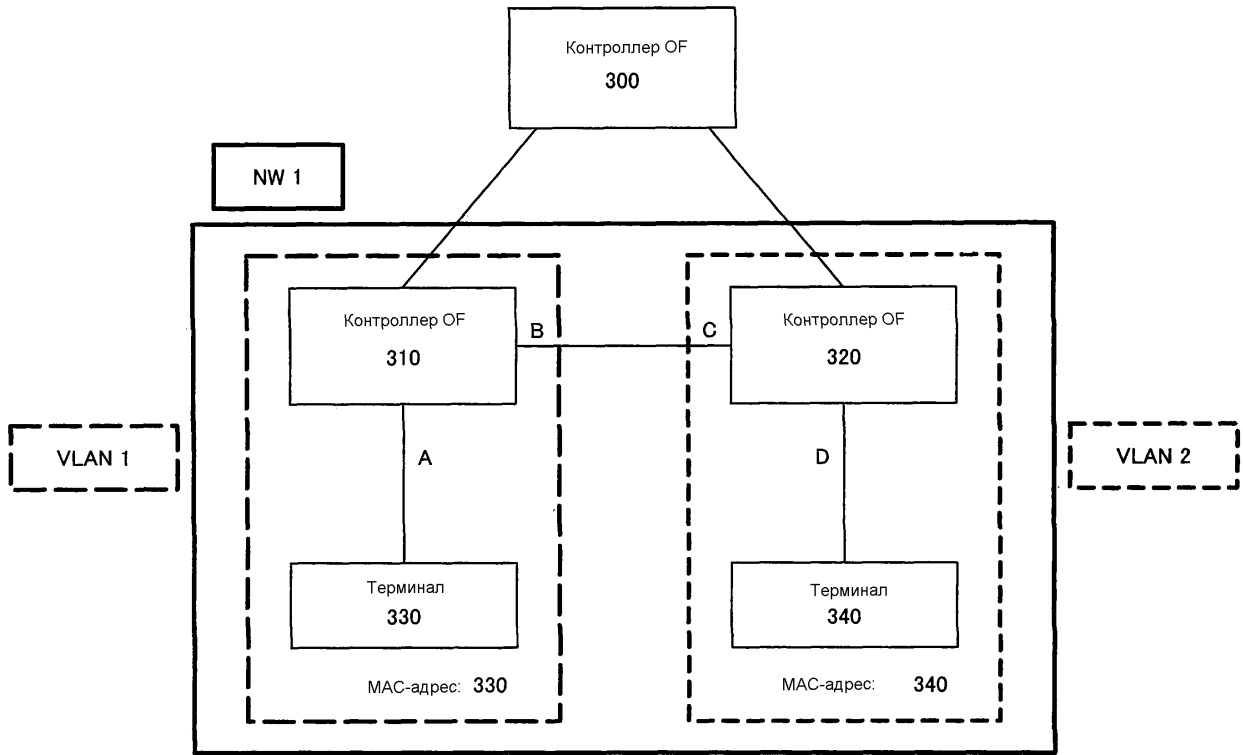 Контроллер OF
300
NW 1
Контроллер OF
310
B
C
Контроллер OF
320
VLAN 1
A
D
VLAN 2
Терминал
330
Терминал
340
MAC-адрес: 330
MAC-адрес: 340